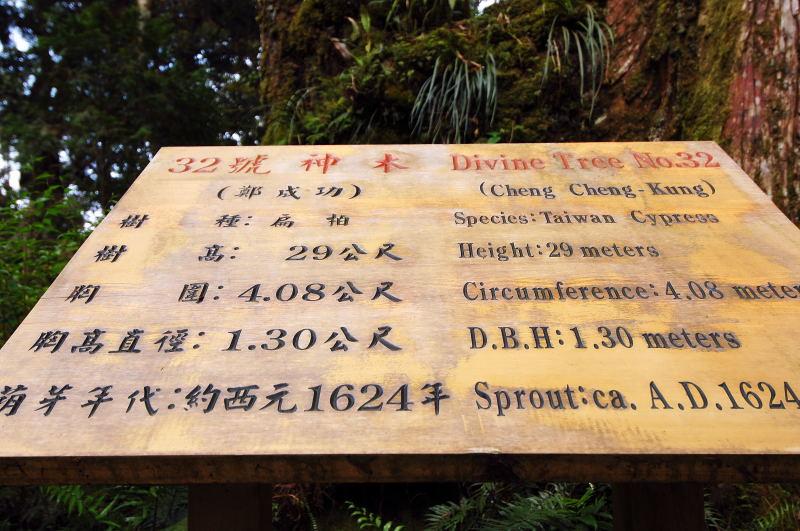 32號神木 Divine Tree No.32
(鄭成功) (Cheng Cheng-Kung)
樹種:扁柏 Species:Taiwan Cypress
樹高:29公尺 Height:29 meters
胸圍:4.08公尺 Circumference:4.08 meter
胸高直徑:1.30公尺 D.B.H:1.30 meters
萌芽年代:約西元1624年 Sprout:ca. A.D.1624